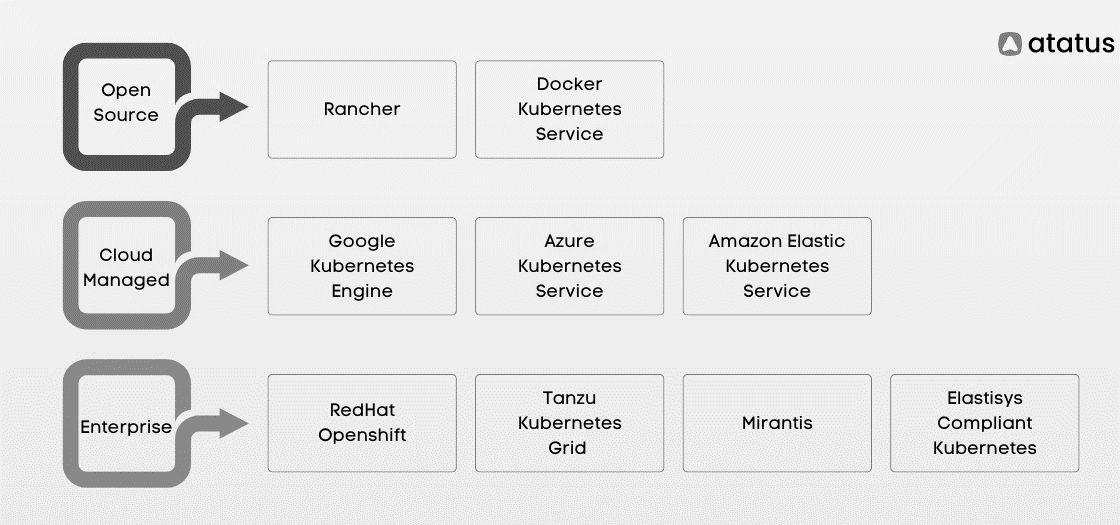 atatus
Open
Source
Rancher
Docker
Kubernetes
Service
Cloud
Managed
Google
Kubernetes
Engine
Azure
Kubernetes
Service
Amazon Elastic
Kubernetes
Service
Enterprise
RedHat
Openshift
Tanzu
Kubernetes
Grid
Mirantis
Elastisys
Compliant
Kubernetes